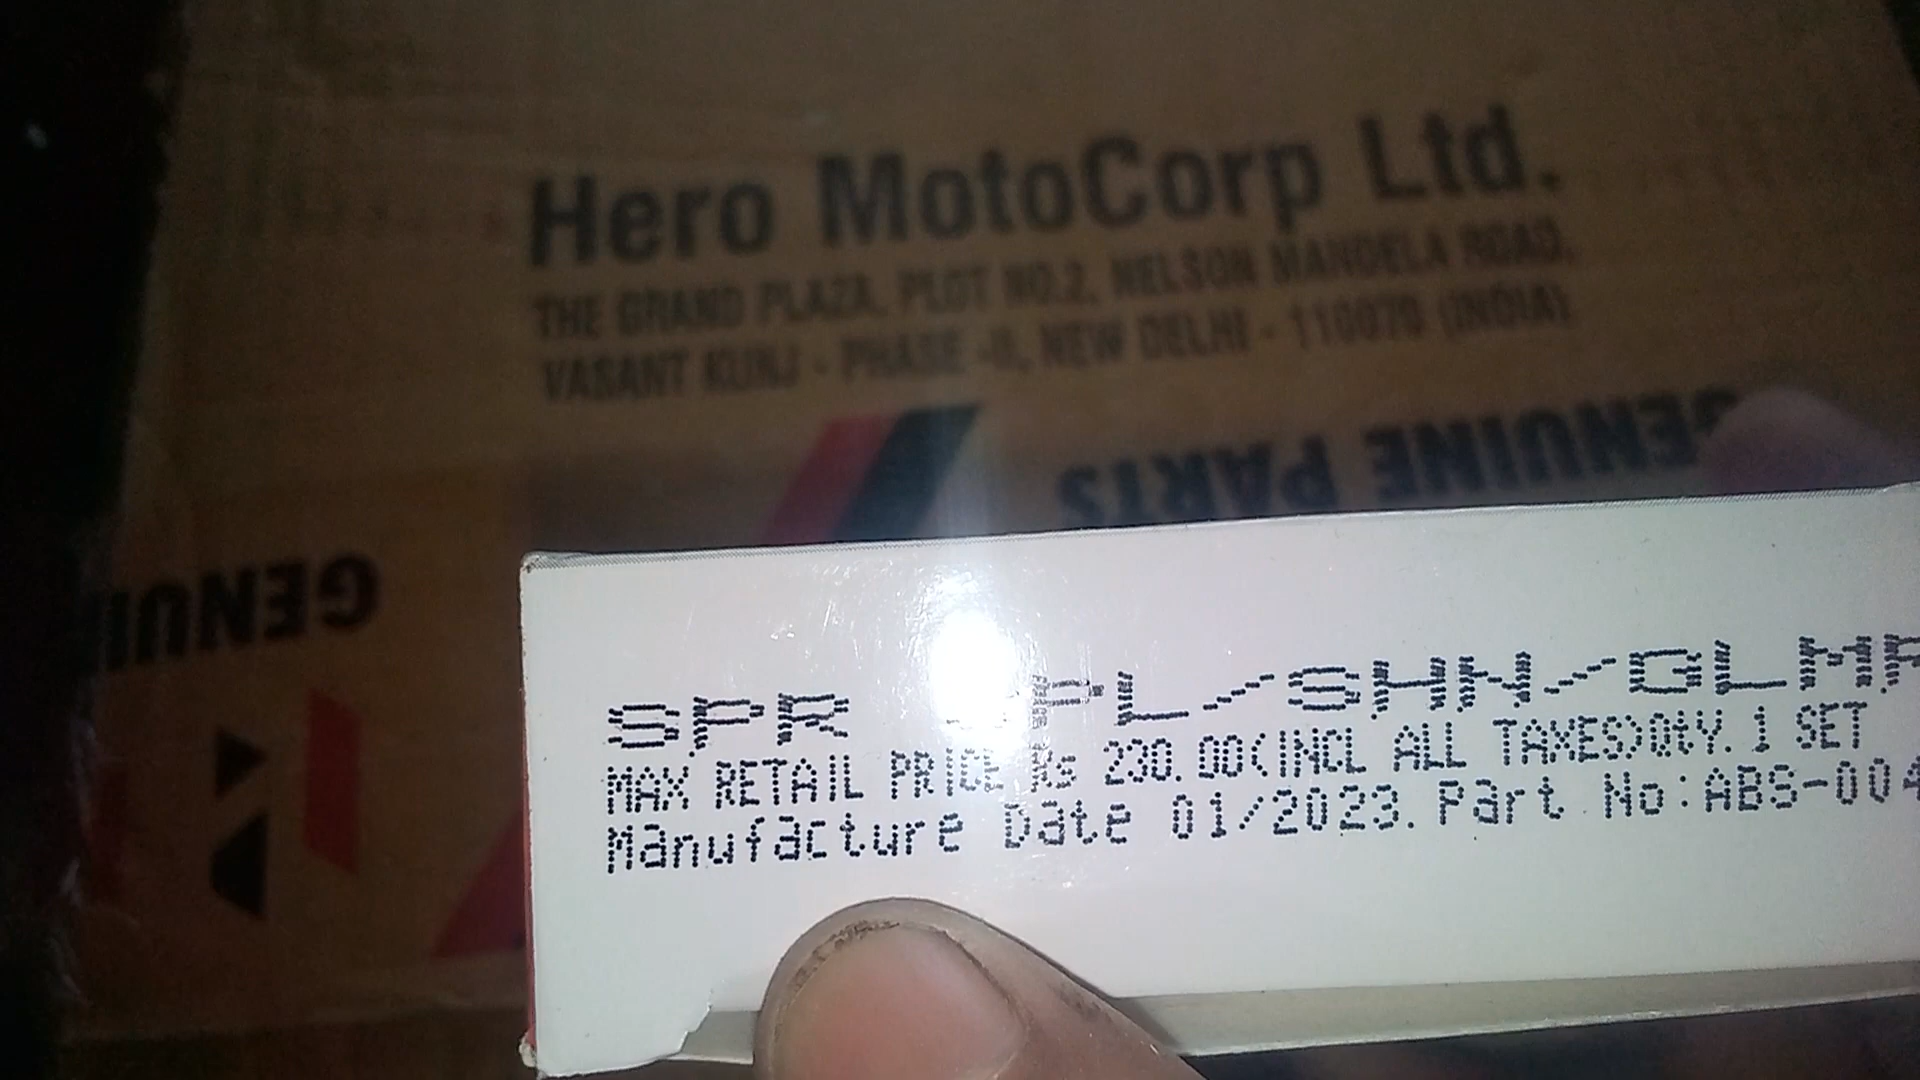 Hero MotoCorp Ltd.
THE GRAND PLAZA, PLOT NO.2, NELSON MANDELA ROAD,
VASANT KUNJ - PHASE -II, NEW DELHI - 110070 (INDIA)
GENUINE PARTS
GENUI
SPR SPL/SHN/GLMR
MAX RETAIL PRICE Rs 230.00(INCL ALL TAXES)Qty.1 SET
Manufacture Date 01/2023. Part No:ABS-004